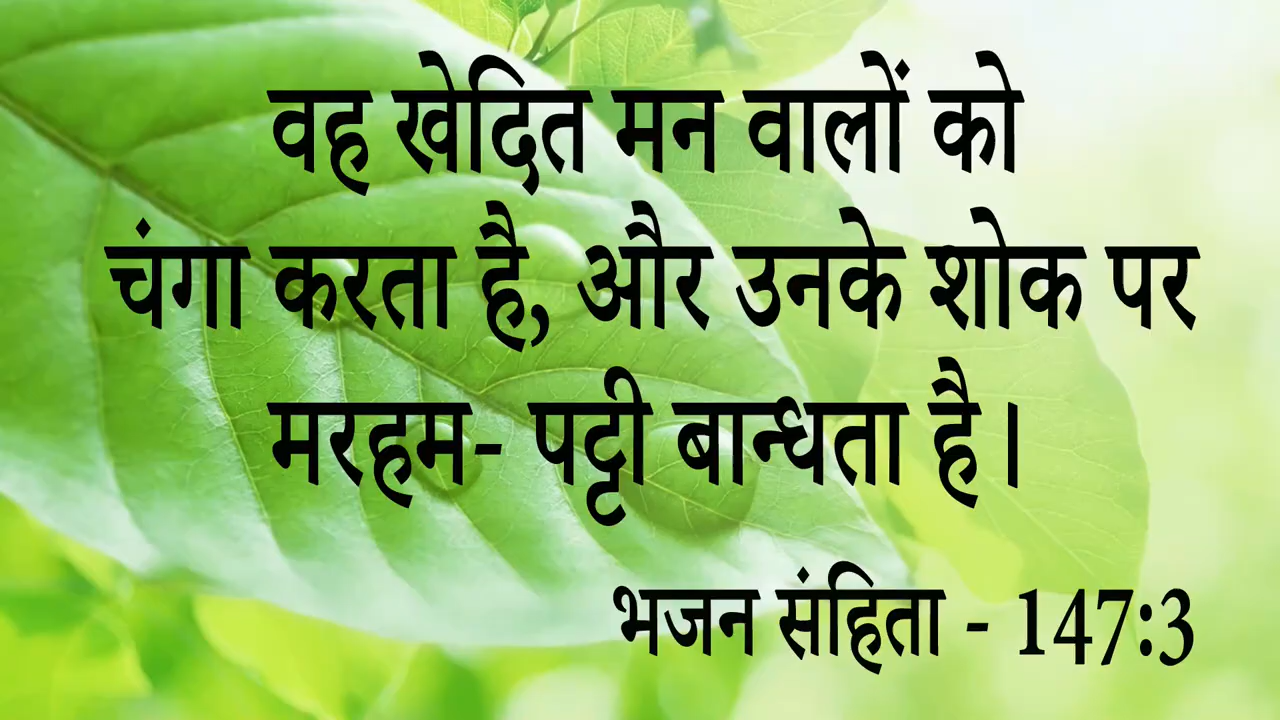 वह खेदित मन वालों को
चंगा करता है, और उनके शोक पर
मरहम- पट्टी बान्धता है।
भजन संहिता - 147:3